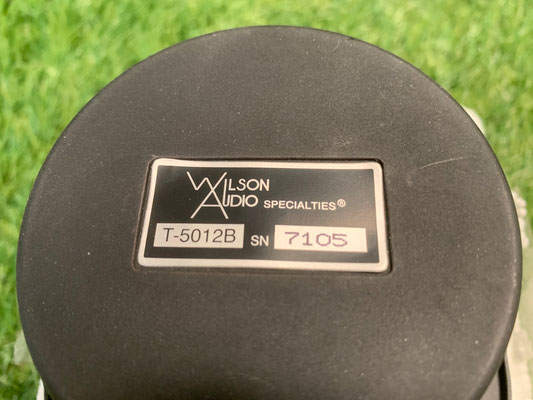 WILSON
AUDIO SPECIALTIES®
T-5012B SN 7105